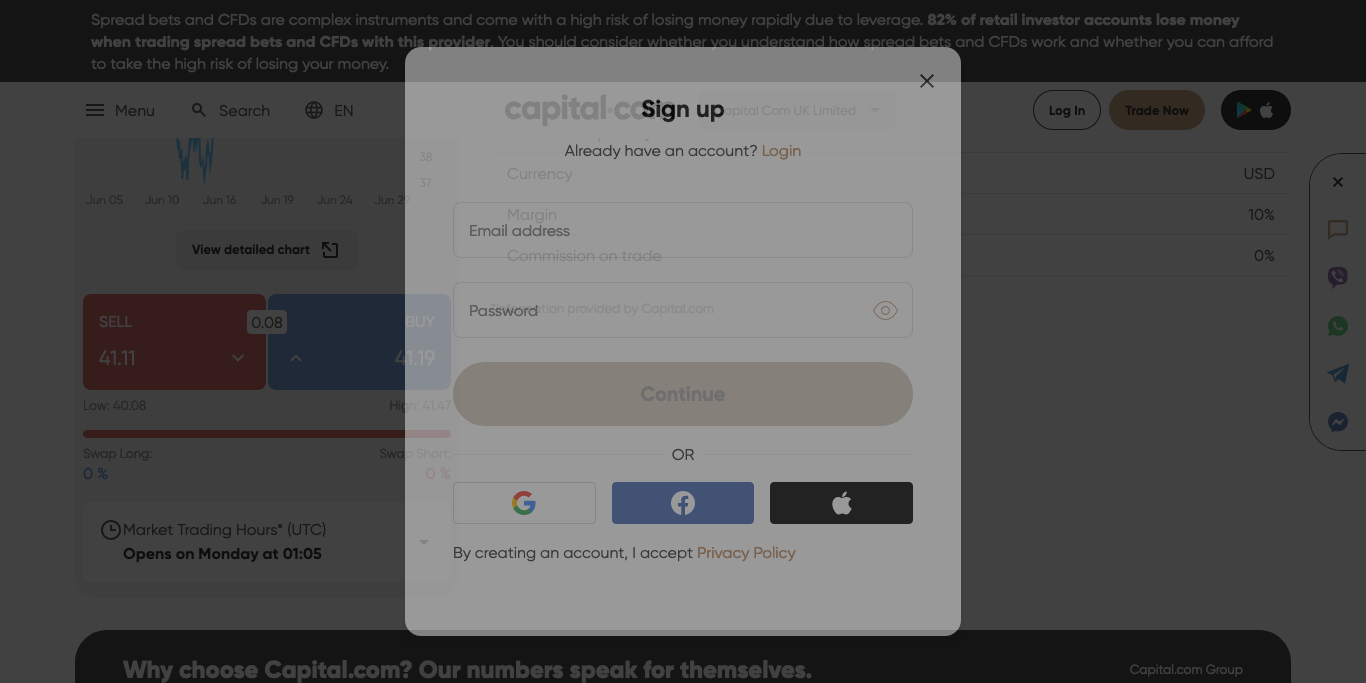 Spread bets and CFDs are complex instruments and come with a high risk of losing money rapidly due to leverage. 82% of retail investor accounts lose money
when trading spread bets and CFDs with this provider. You should consider whether you understand how spread bets and CFDs work and whether you can afford
to take the high risk of losing your money.
Menu
Search
EN
capital.com
Capital Com UK Limited
Log In
Trade Now
Sign up
Already have an account? Login
38
37
Jun 05
Jun 10
Jun 16
Jun 19
Jun 24
Jun 29
View detailed chart
Currency
USD
Margin
10%
Commission on trade
0%
*Information provided by Capital.com
Email address
Password
Continue
OR
By creating an account, I accept Privacy Policy
SELL
0.08
BUY
41.11
41.19
Low: 40.08
High: 41.47
Swap Long:
Swap Short:
0 %
0 %
Market Trading Hours* (UTC)
Opens on Monday at 01:05
Why choose Capital.com? Our numbers speak for themselves.
Capital.com Group